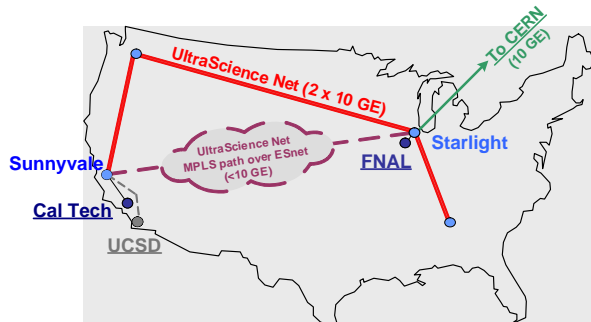 UltraScience Net (2 x 10 GE)
To CERN
(10 GE)
UltraScience Net
MPLS path over ESnet
(<10 GE)
Starlight
FNAL
Sunnyvale
Cal Tech
UCSD